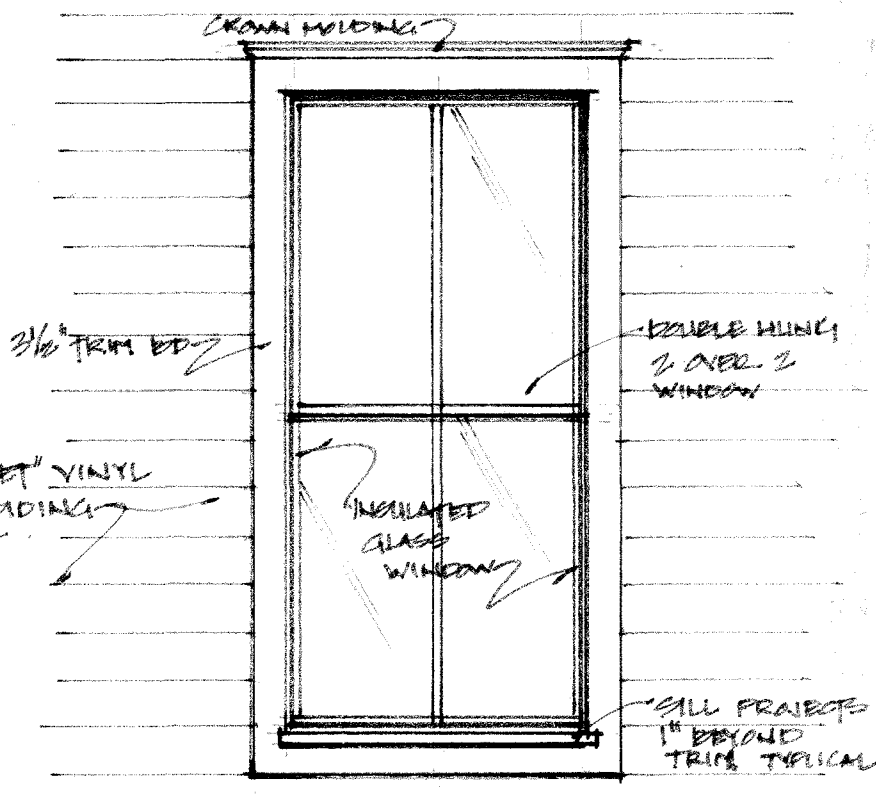 CROWN MOLDING
3½" TRIM BD
DOUBLE HUNG
2 OVER 2
WINDOW
VINYL
SIDING
INSULATED
GLASS
WINDOW
SILL PROJECTS
1" BEYOND
TRIM TYPICAL